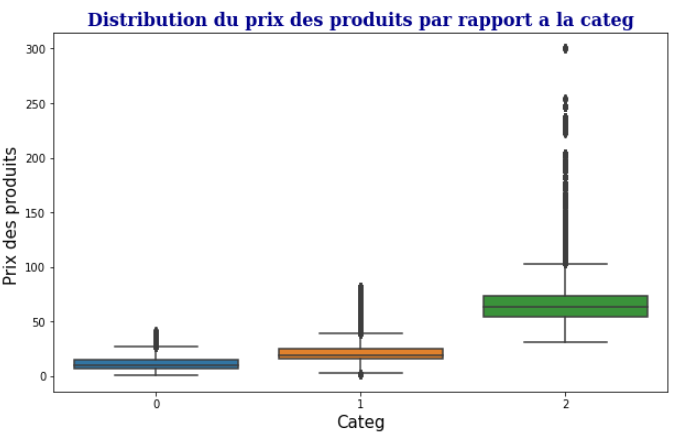 Distribution du prix des produits par rapport a la categ
300
250
200
150
100
50
0
Prix des produits
0 1 2
Categ